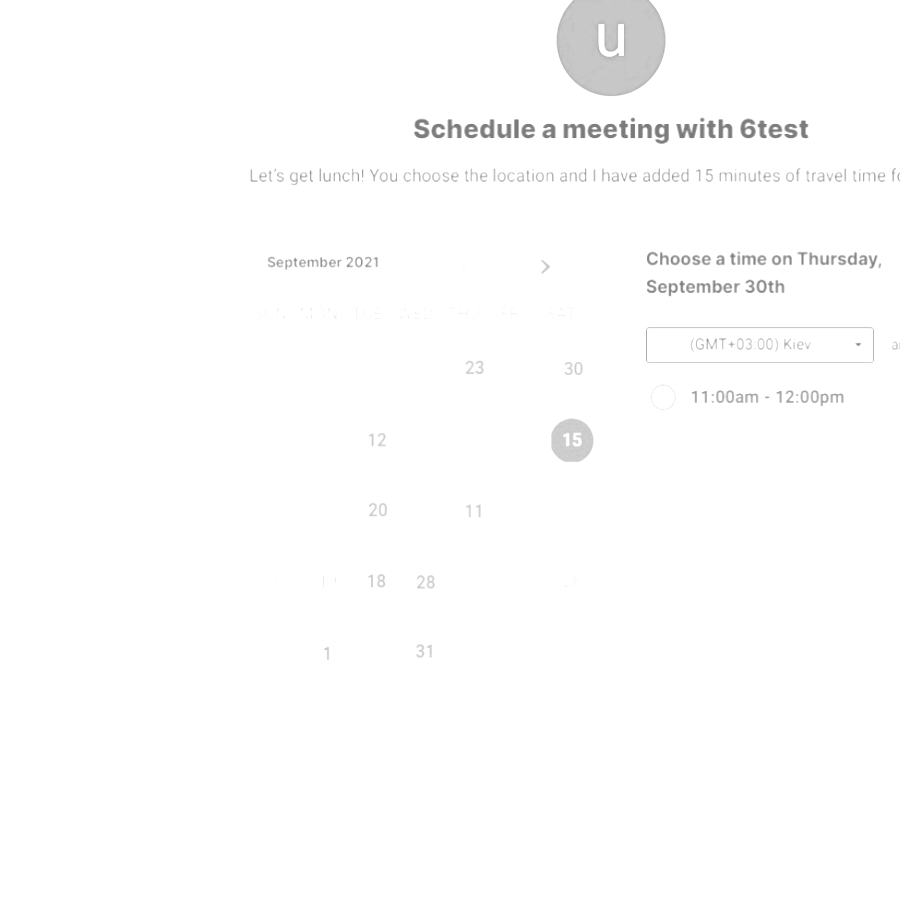 u
Schedule a meeting with 6test
Let's get lunch! You choose the location and I have added 15 minutes of travel time
September 2021
SUN MON TUE WED THU FRI SAT
Choose a time on Thursday,
September 30th
(GMT+03:00) Kiev
11:00am - 12:00pm
23 30
12 15
20 11
18 28
1 31